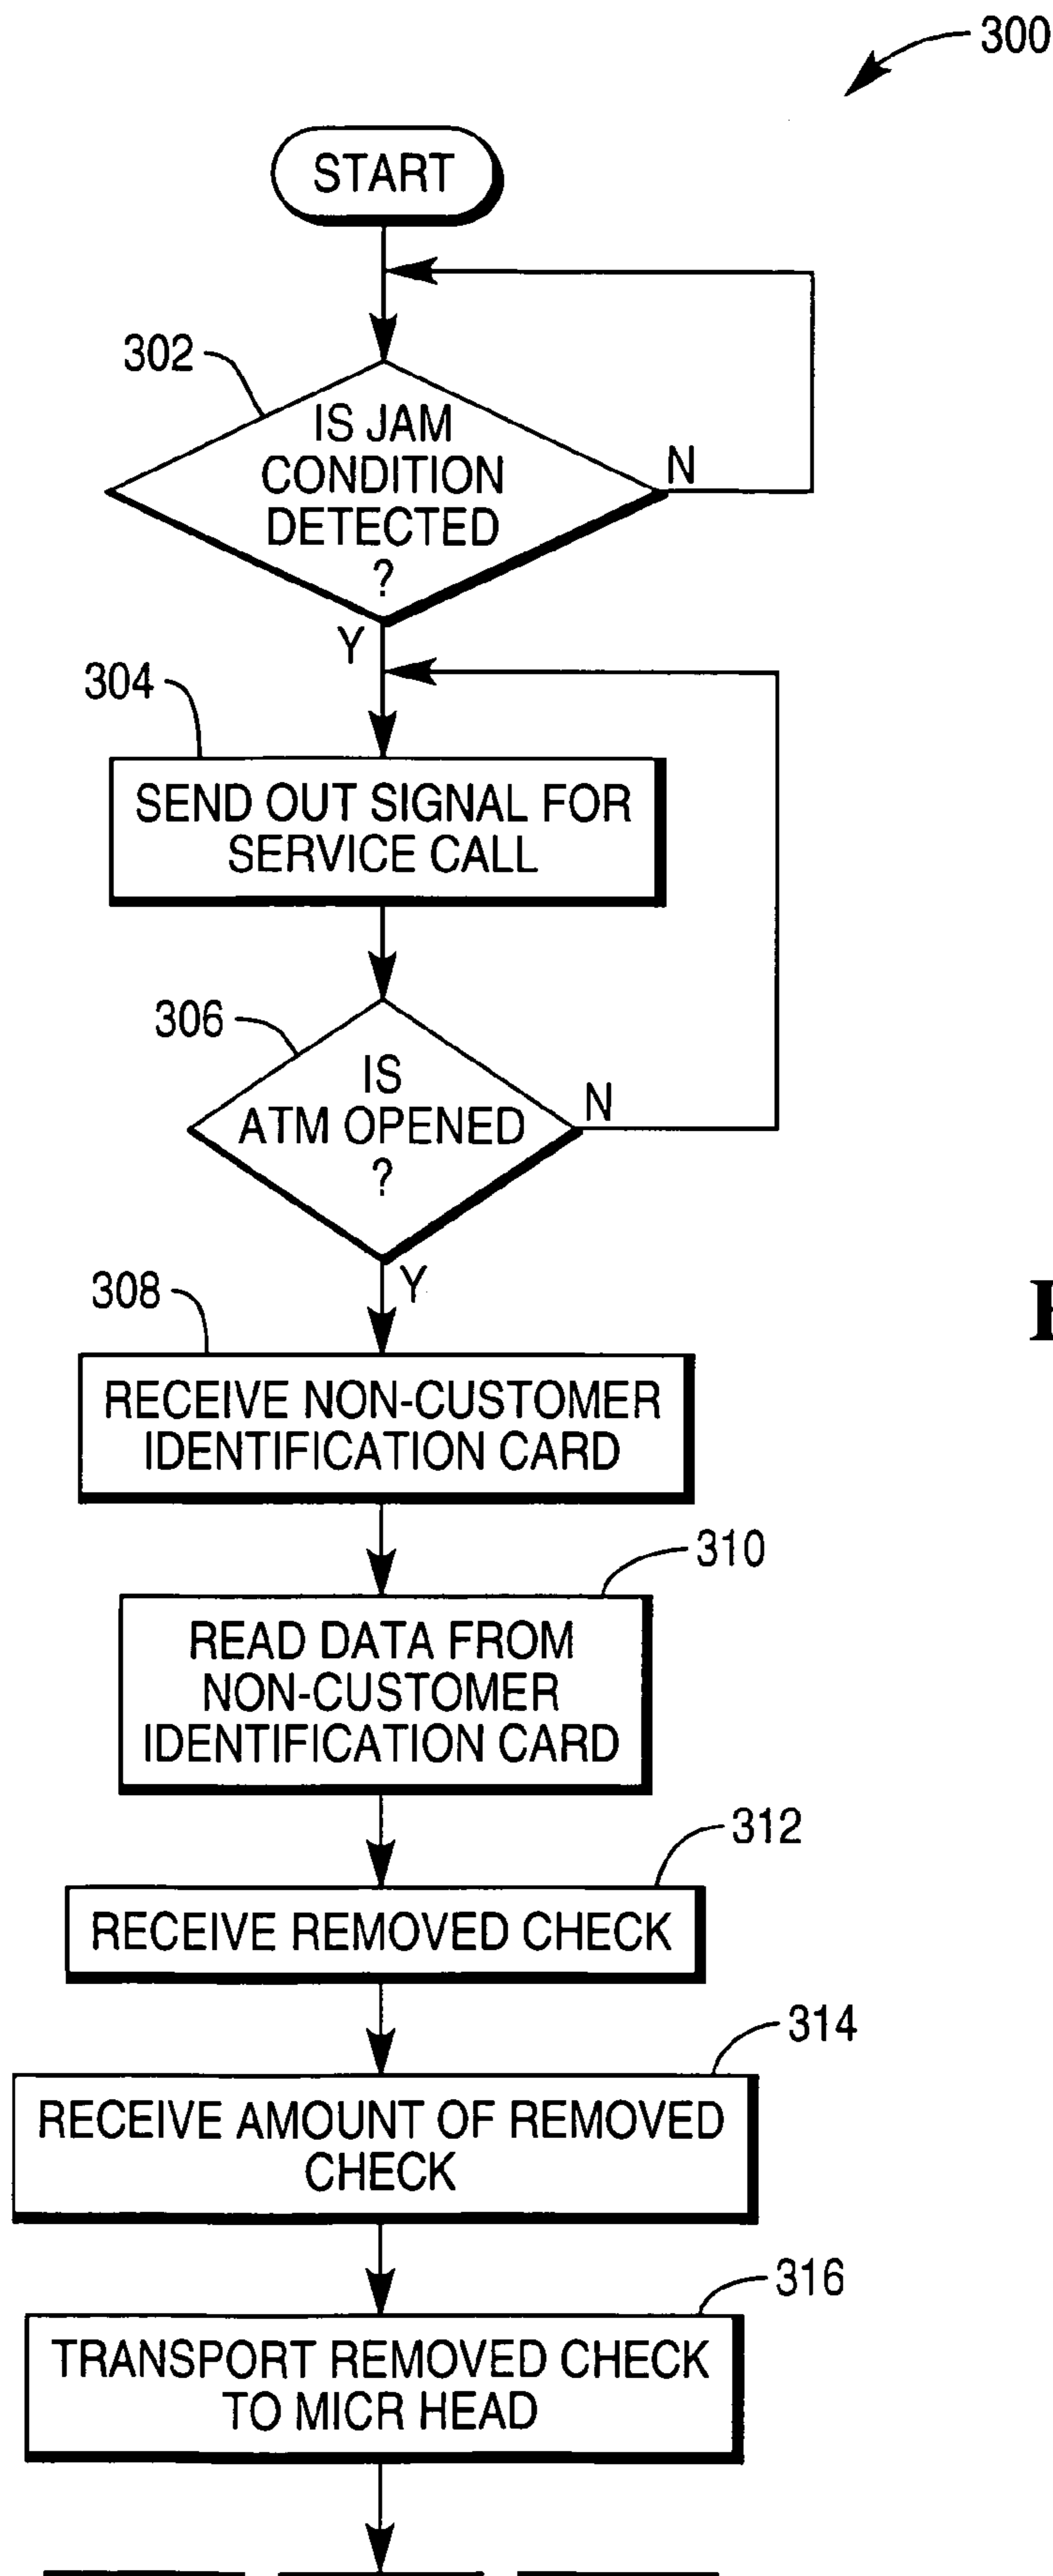 300
START
302
IS JAM
CONDITION
DETECTED
?
N
Y
304
SEND OUT SIGNAL FOR
SERVICE CALL
306
IS
ATM OPENED
?
N
Y
308
RECEIVE NON-CUSTOMER
IDENTIFICATION CARD
310
READ DATA FROM
NON-CUSTOMER
IDENTIFICATION CARD
312
RECEIVE REMOVED CHECK
314
RECEIVE AMOUNT OF REMOVED
CHECK
316
TRANSPORT REMOVED CHECK
TO MICR HEAD